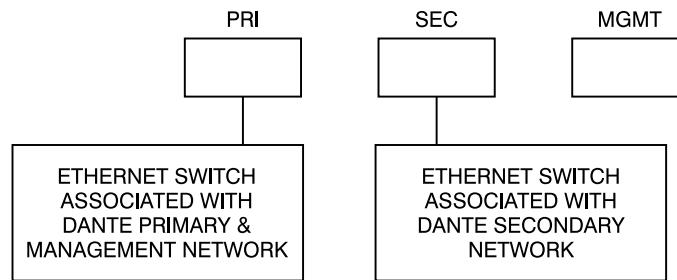 PRI SEC MGMT
ETHERNET SWITCH
ASSOCIATED WITH
DANTE PRIMARY &
MANAGEMENT NETWORK
ETHERNET SWITCH
ASSOCIATED WITH
DANTE SECONDARY
NETWORK